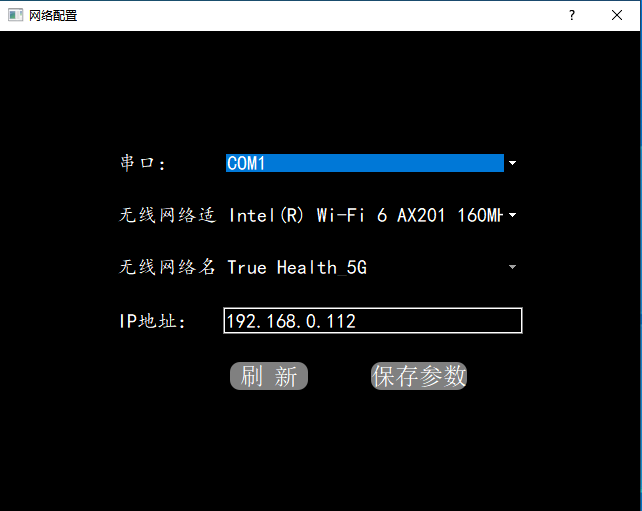 网络配置
串口: COM1
无线网络适 Intel(R) Wi-Fi 6 AX201 160MH
无线网络名 True Health_5G
IP地址: 192.168.0.112
刷 新 保存参数